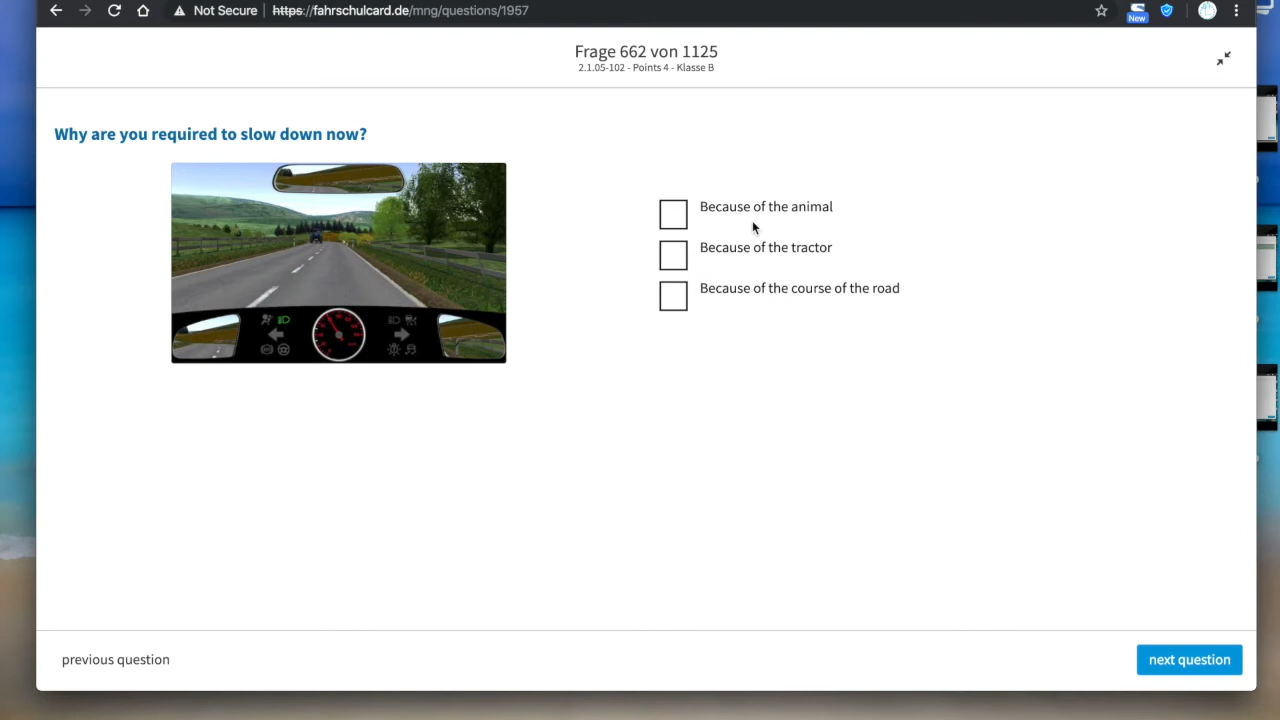 Not Secure
https://fahrschulcard.de/mng/questions/1957
New
Frage 662 von 1125
2.1.05-102 - Points 4 - Klasse B
Why are you required to slow down now?
Because of the animal
Because of the tractor
Because of the course of the road
previous question
next question